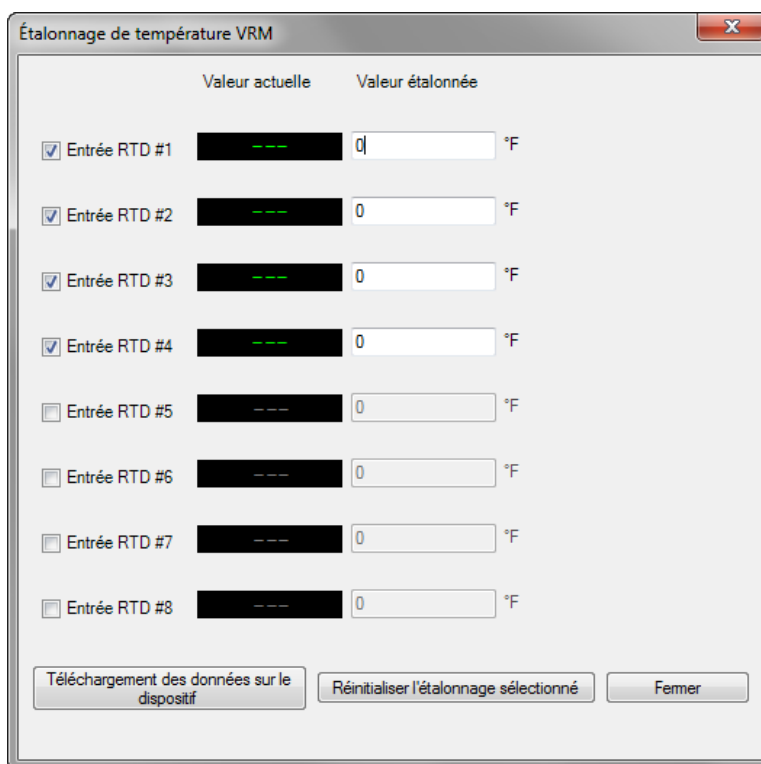 Étalonnage de température VRM
Valeur actuelle Valeur étalonnée
Entrée RTD #1 --- 0 °F
Entrée RTD #2 --- 0 °F
Entrée RTD #3 --- 0 °F
Entrée RTD #4 --- 0 °F
Entrée RTD #5 --- 0 °F
Entrée RTD #6 --- 0 °F
Entrée RTD #7 --- 0 °F
Entrée RTD #8 --- 0 °F
Téléchargement des données sur le
dispositif
Réinitialiser l'étalonnage sélectionné
Fermer